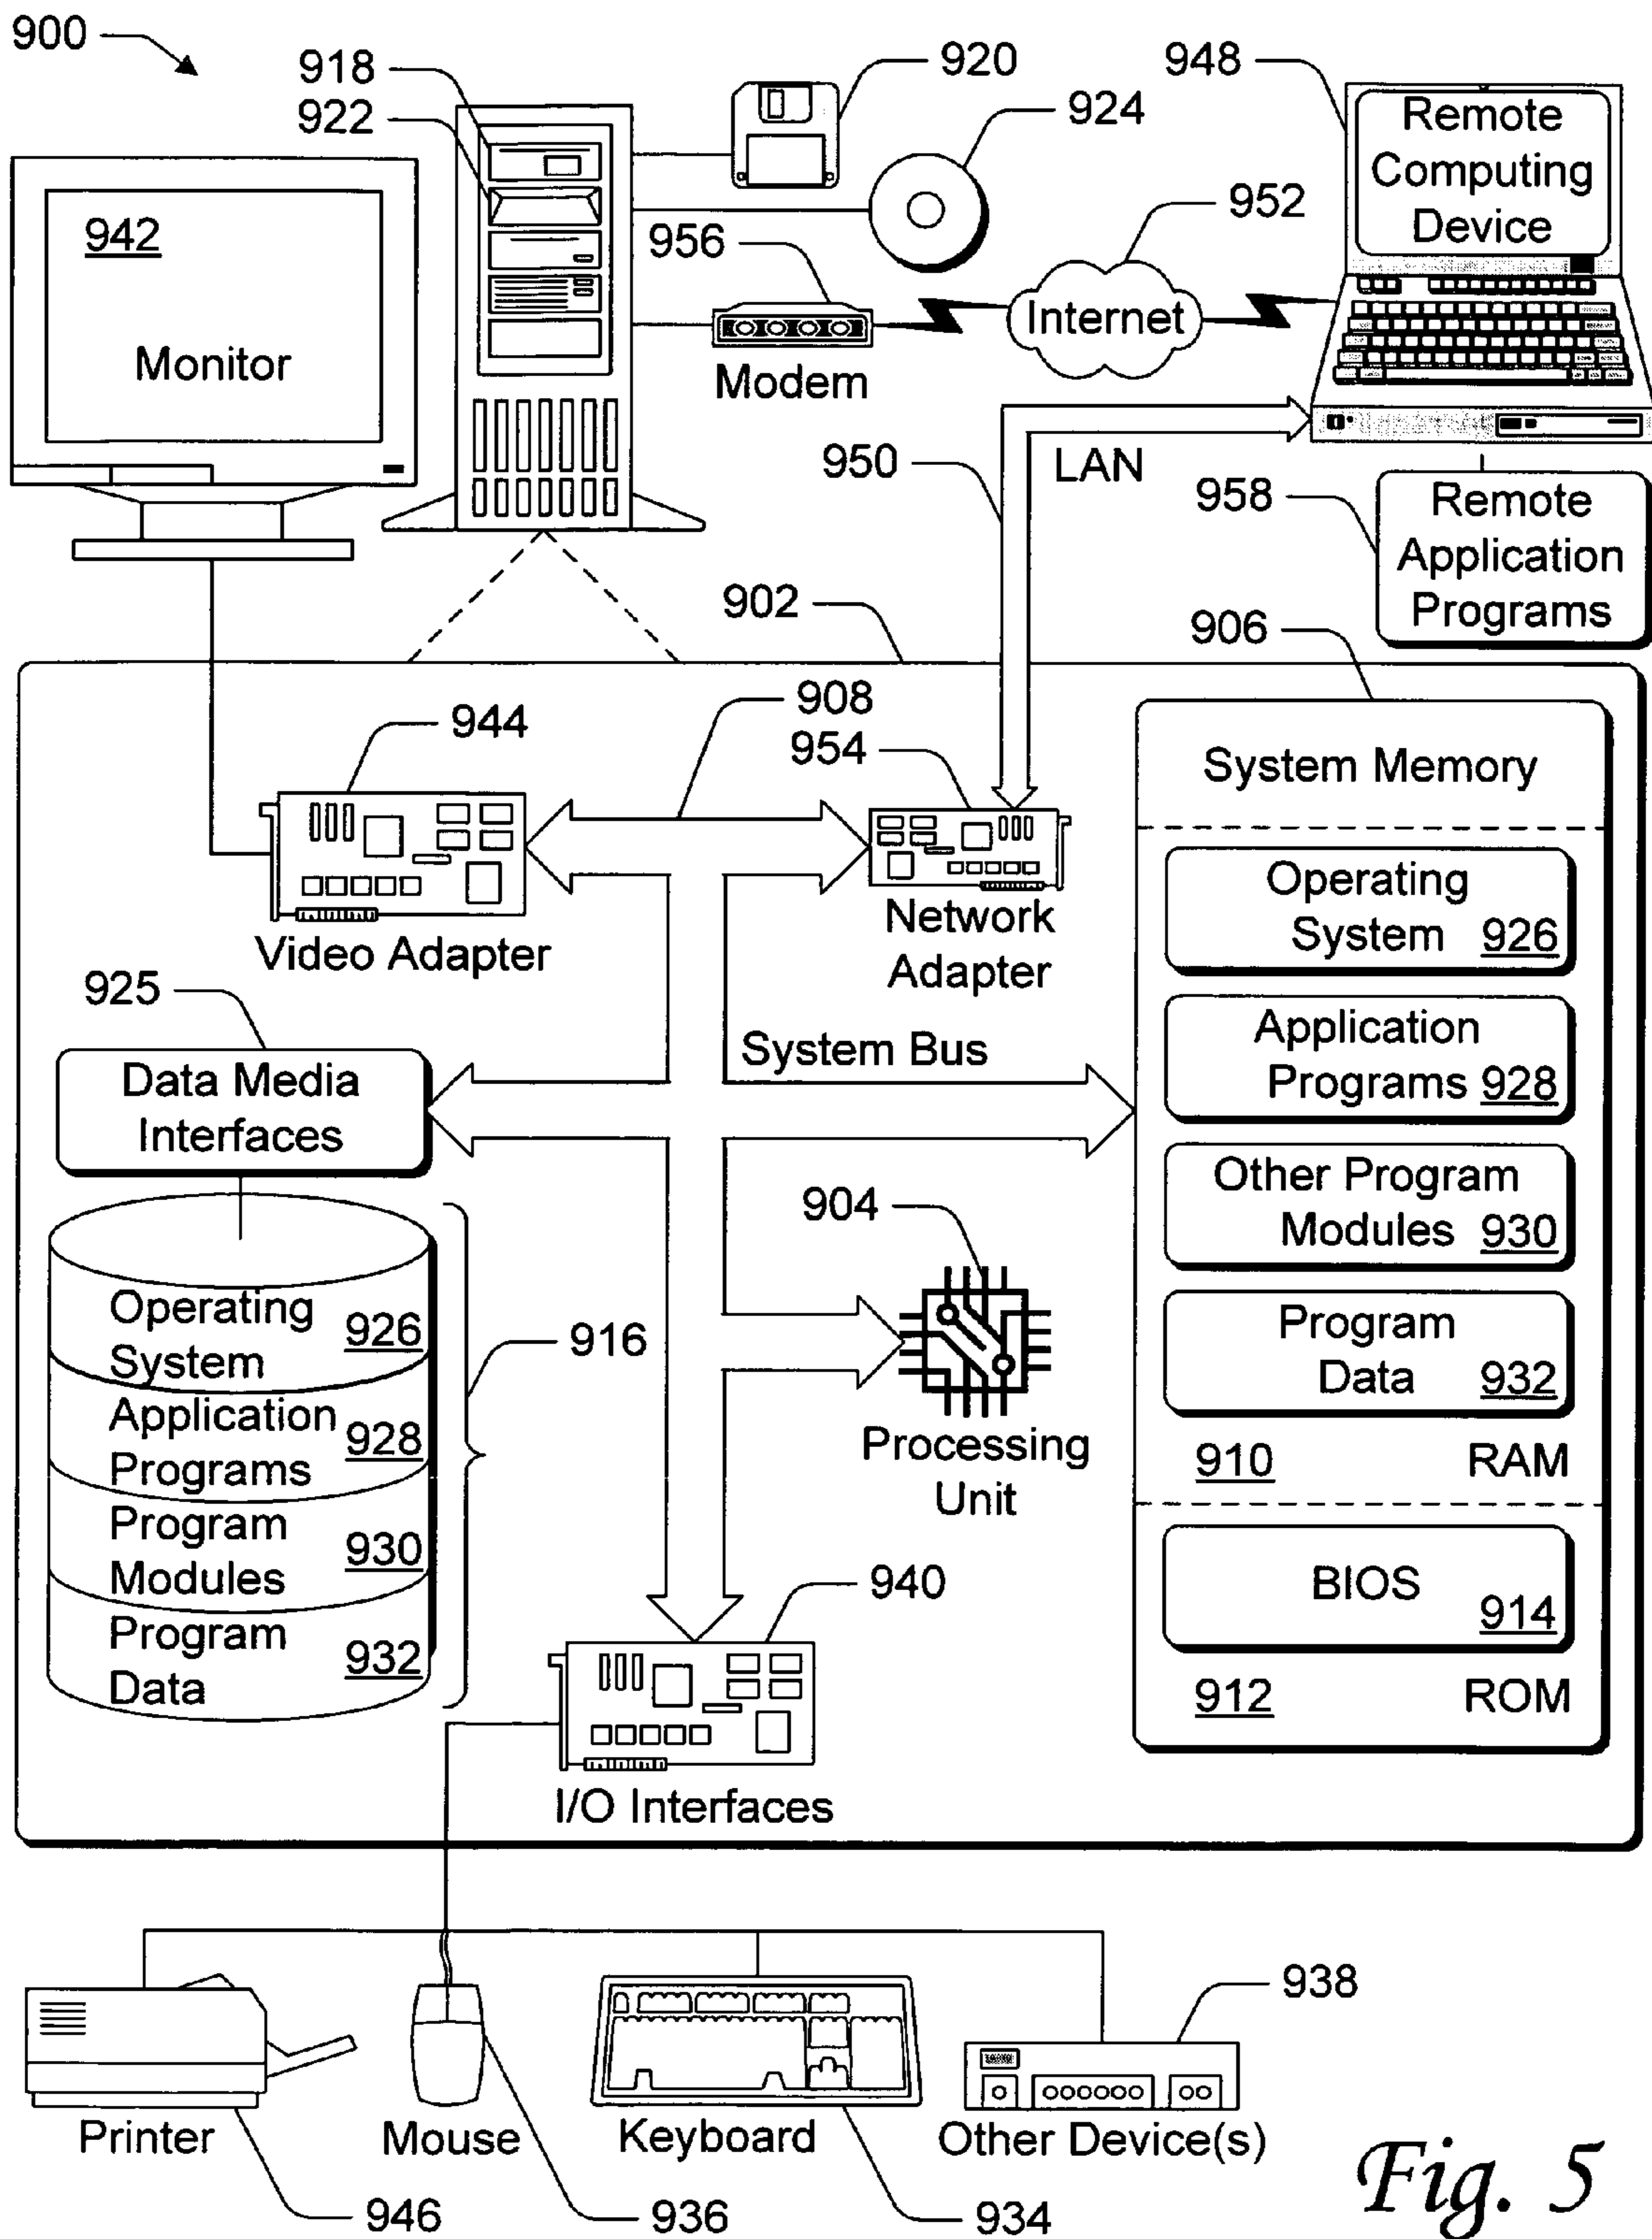 900
918
922
920
924
948
Remote
Computing
Device
942
Monitor
956
Modem
952
Internet
950
LAN
958
Remote
Application
Programs
902
906
944
908
954
Video Adapter
Network
Adapter
System Memory
Operating
System 926
Application
Programs 928
Other Program
Modules 930
Program
Data 932
910 RAM
BIOS
914
912 ROM
925
Data Media
Interfaces
System Bus
904
Processing
Unit
916
Operating
System 926
Application
Programs 928
Program
Modules 930
Program
Data 932
940
I/O Interfaces
Printer
946
Mouse
936
Keyboard
934
938
Other Device(s)
Fig. 5